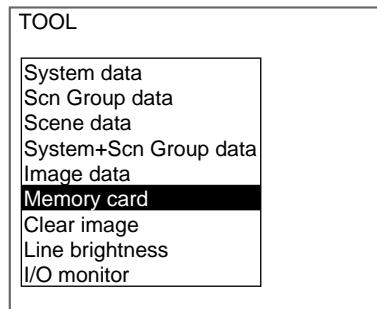 TOOL
System data
Scn Group data
Scene data
System+Scn Group data
Image data
Memory card
Clear image
Line brightness
I/O monitor